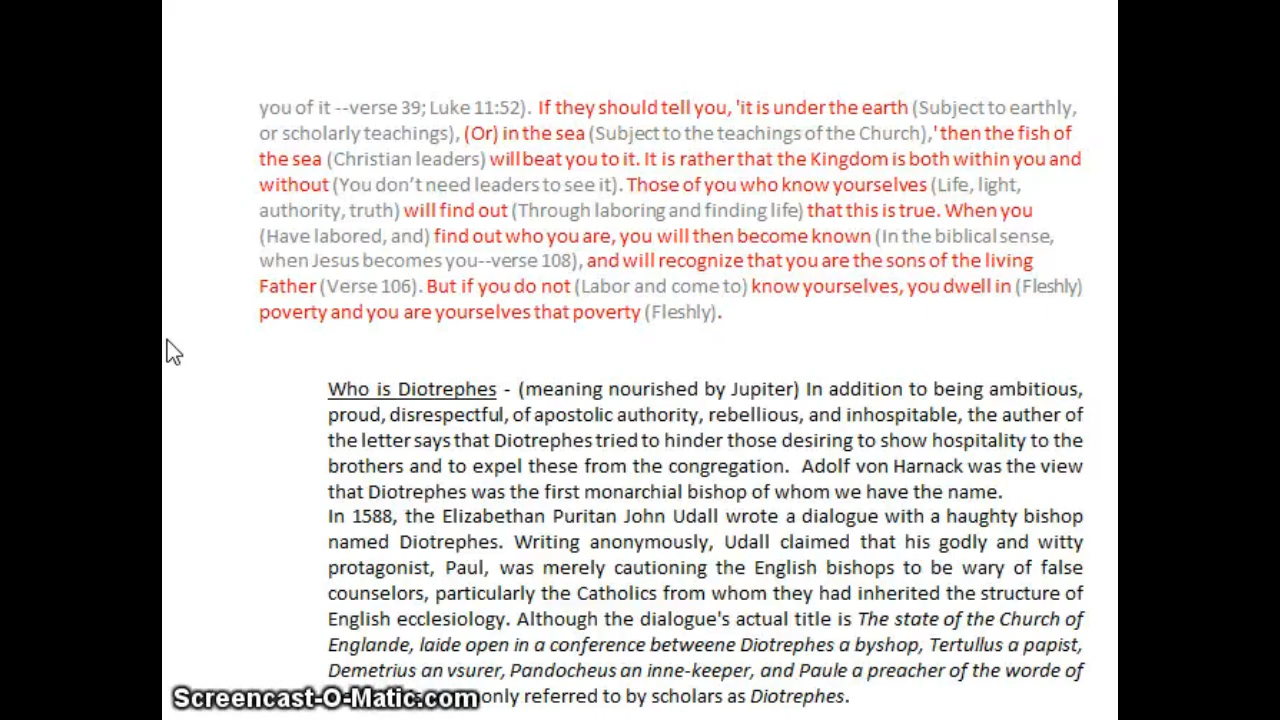 you of it --verse 39; Luke 11:52). If they should tell you, 'it is under the earth (Subject to earthly,
or scholarly teachings), (Or) in the sea (Subject to the teachings of the Church),' then the fish of
the sea (Christian leaders) will beat you to it. It is rather that the Kingdom is both within you and
without (You don't need leaders to see it). Those of you who know yourselves (Life, light,
authority, truth) will find out (Through laboring and finding life) that this is true. When you
(Have labored, and) find out who you are, you will then become known (In the biblical sense,
when Jesus becomes you--verse 108), and will recognize that you are the sons of the living
Father (Verse 106). But if you do not (Labor and come to) know yourselves, you dwell in (Fleshly)
poverty and you are yourselves that poverty (Fleshly).
Who is Diotrephes - (meaning nourished by Jupiter) In addition to being ambitious,
proud, disrespectful, of apostolic authority, rebellious, and inhospitable, the auther of
the letter says that Diotrephes tried to hinder those desiring to show hospitality to the
brothers and to expel these from the congregation. Adolf von Harnack was the view
that Diotrephes was the first monarchial bishop of whom we have the name.
In 1588, the Elizabethan Puritan John Udall wrote a dialogue with a haughty bishop
named Diotrephes. Writing anonymously, Udall claimed that his godly and witty
protagonist, Paul, was merely cautioning the English bishops to be wary of false
counselors, particularly the Catholics from whom they had inherited the structure of
English ecclesiology. Although the dialogue's actual title is The state of the Church of
Englande, laide open in a conference betweene Diotrephes a byshop, Tertullus a papist,
Demetrius an vsurer, Pandocheus an inne-keeper, and Paule a preacher of the worde of
only referred to by scholars as Diotrephes.
Screencast-O-Matic.com